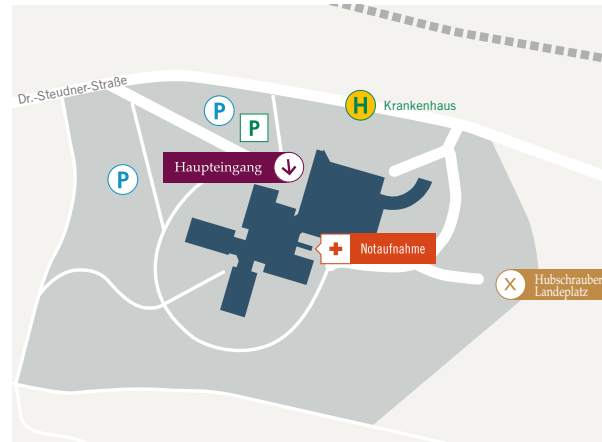 Dr.-Steudner-Straße
P
H
Krankenhaus
P
Haupteingang
P
Notaufnahme
X
Hubschrauber
Landeplatz